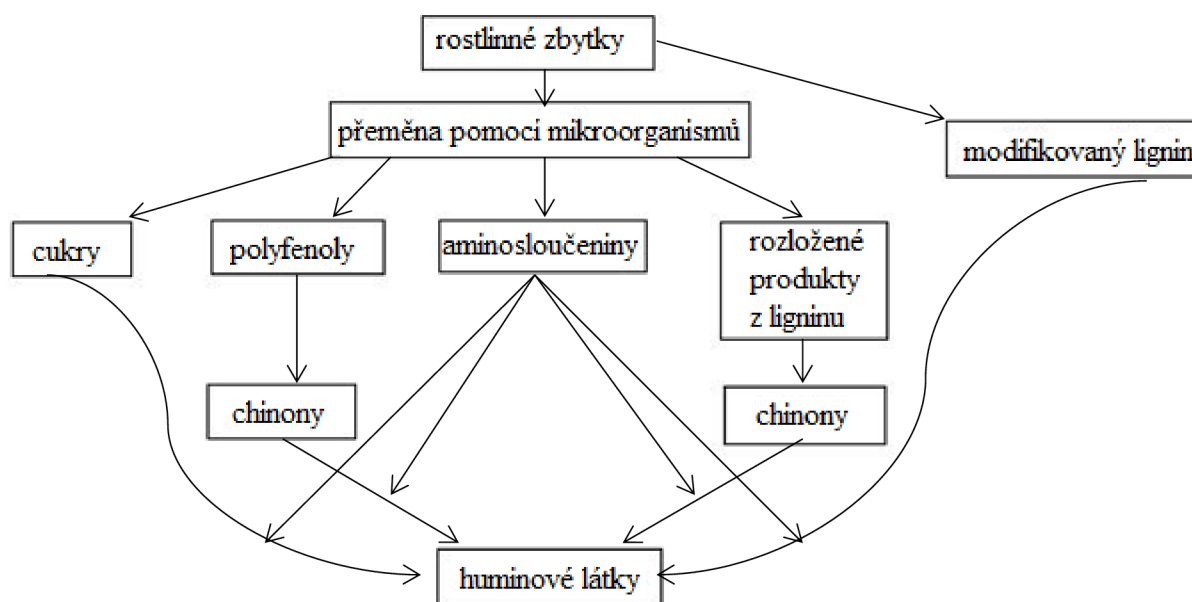 rostlinné zbytky
přeměna pomocí mikroorganismů
modifikovaný lignin
cukry
polyfenoly
aminosloučeniny
rozložené
produkty
z ligninu
chinony
chinony
huminové látky